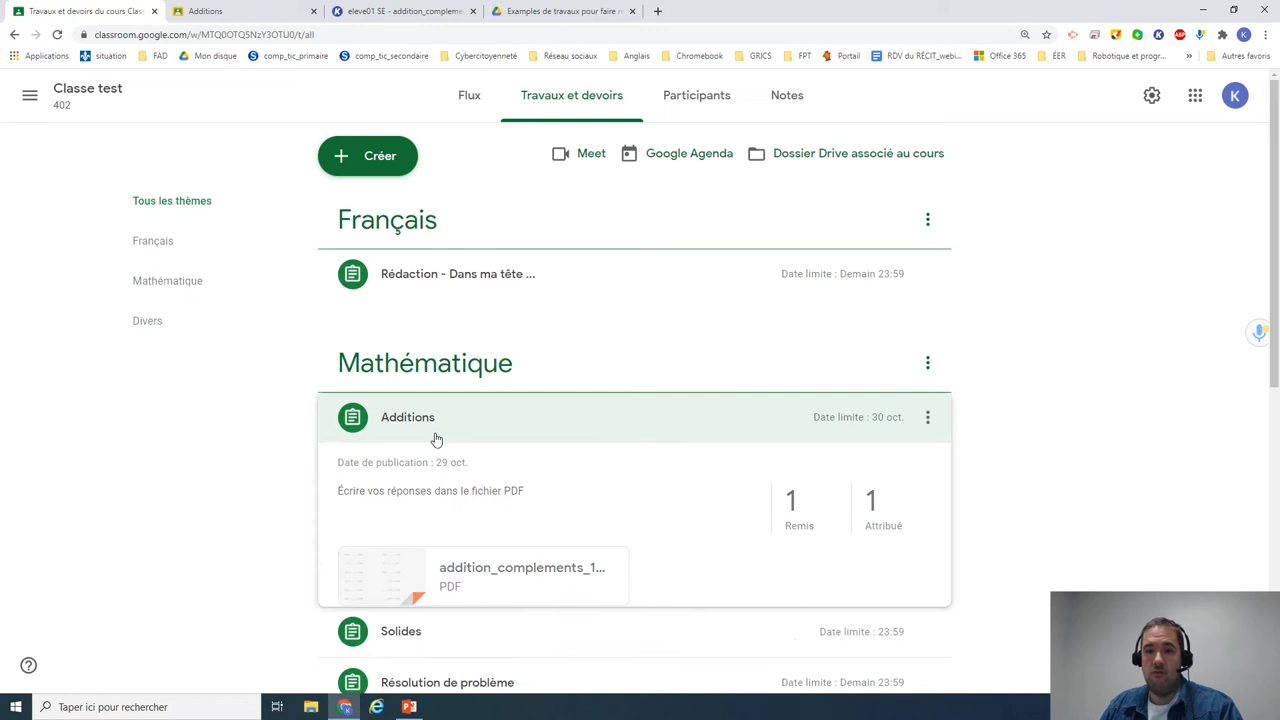 Travaux et devoirs du cours Class
Additions
eleve01 SE - addition_compleme
Examples de travaux pour faire n
classroom.google.com/w/MTQ0OTQ5NzY3OTU0/t/all
Applications
situation
FAD
Mon disque
comp_tic_primaire
comp_tic_secondaire
Cybercitoyenneté
Réseau sociaux
Anglais
Chromebook
GRICS
FPT
Portail
RDV du RÉCIT_webi...
Office 365
ÉER
Robotique et progr...
»
Autres favoris
Classe test
402
Flux
Travaux et devoirs
Participants
Notes
K
Créer
Meet
Google Agenda
Dossier Drive associé au cours
Tous les thèmes
Français
Mathématique
Divers
Français
Rédaction - Dans ma tête ...
Date limite : Demain 23:59
Mathématique
Additions
Date limite : 30 oct.
Date de publication : 29 oct.
Écrire vos réponses dans le fichier PDF
1
Remis
1
Attribué
addition_complements_1...
PDF
Solides
Date limite : 23:59
Résolution de problème
Date limite : Demain 23:59
Taper ici pour rechercher